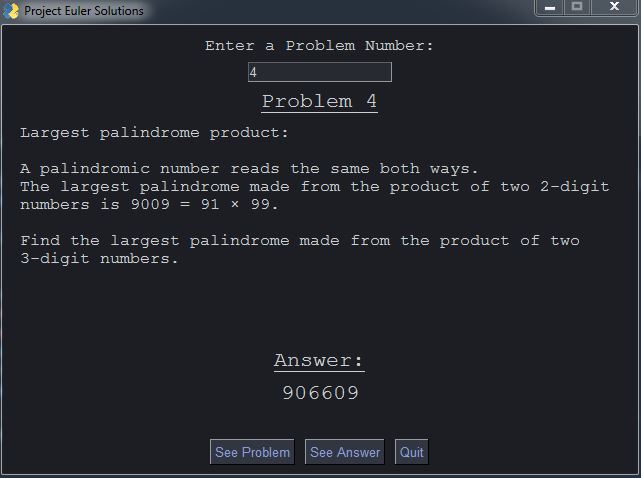 Project Euler Solutions
Enter a Problem Number:
4
Problem 4
Largest palindrome product:
A palindromic number reads the same both ways.
The largest palindrome made from the product of two 2-digit
numbers is 9009 = 91 × 99.
Find the largest palindrome made from the product of two
3-digit numbers.
Answer:
906609
See Problem See Answer Quit